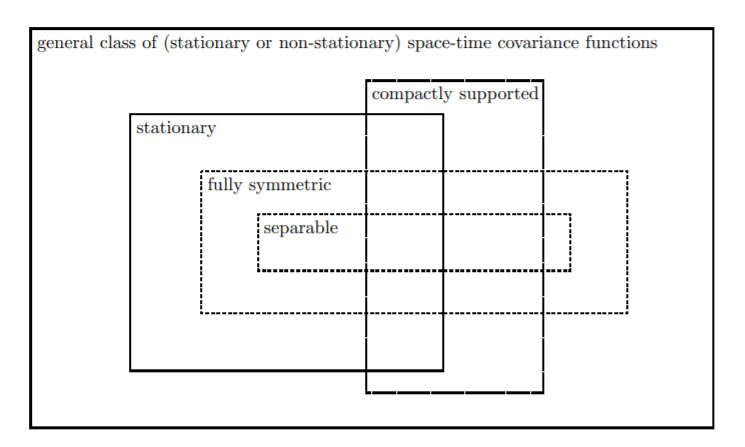 general class of (stationary or non-stationary) space-time covariance functions
compactly supported
stationary
fully symmetric
separable